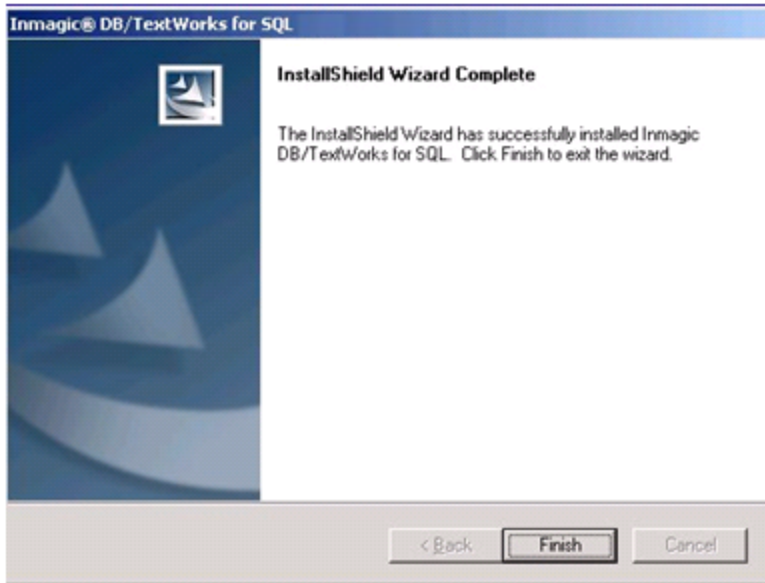 Inmagic® DB/TextWorks for SQL
InstallShield Wizard Complete
The InstallShield Wizard has successfully installed Inmagic
DB/TextWorks for SQL. Click Finish to exit the wizard.
< Back
Finish
Cancel